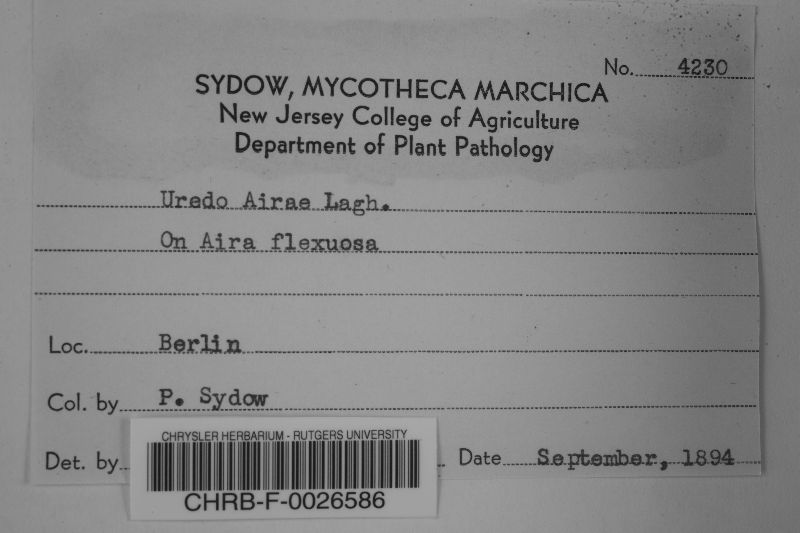 No. 4230
SYDOW, MYCOTHECA MARCHICA
New Jersey College of Agriculture
Department of Plant Pathology
Uredo Airae Lagh.
On Aira flexuosa
Loc. Berlin
Col. by P. Sydow
Det. by Date September, 1894
CHRYSLER HERBARIUM - RUTGERS UNIVERSITY
CHRB-F-0026586